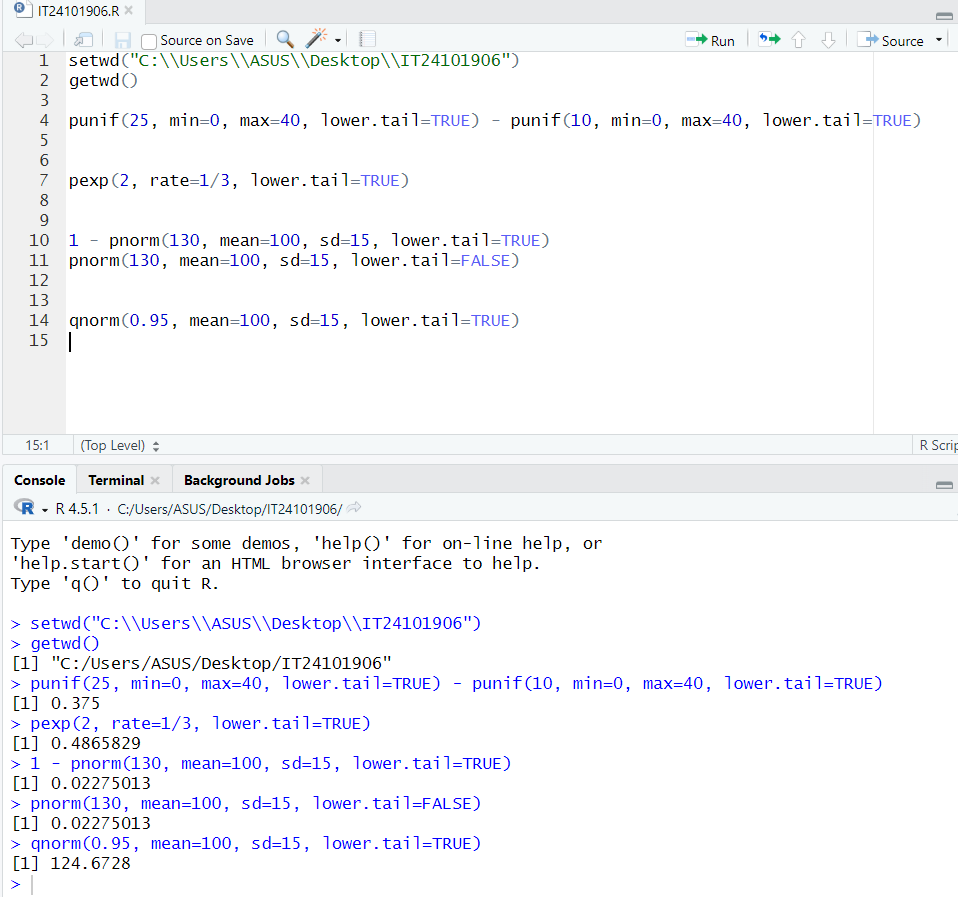 IT24101906.R
Source on Save
Run
Source
1 setwd("C:\\Users\\ASUS\\Desktop\\IT24101906")
2 getwd()
3
4 punif(25, min=0, max=40, lower.tail=TRUE) - punif(10, min=0, max=40, lower.tail=TRUE)
5
6
7 pexp(2, rate=1/3, lower.tail=TRUE)
8
9
10 1 - pnorm(130, mean=100, sd=15, lower.tail=TRUE)
11 pnorm(130, mean=100, sd=15, lower.tail=FALSE)
12
13
14 qnorm(0.95, mean=100, sd=15, lower.tail=TRUE)
15
15:1 (Top Level) R Scrip
Console Terminal Background Jobs
R R 4.5.1 · C:/Users/ASUS/Desktop/IT24101906/
Type 'demo()' for some demos, 'help()' for on-line help, or
'help.start()' for an HTML browser interface to help.
Type 'q()' to quit R.
> setwd("C:\\Users\\ASUS\\Desktop\\IT24101906")
> getwd()
[1] "C:/Users/ASUS/Desktop/IT24101906"
> punif(25, min=0, max=40, lower.tail=TRUE) - punif(10, min=0, max=40, lower.tail=TRUE)
[1] 0.375
> pexp(2, rate=1/3, lower.tail=TRUE)
[1] 0.4865829
> 1 - pnorm(130, mean=100, sd=15, lower.tail=TRUE)
[1] 0.02275013
> pnorm(130, mean=100, sd=15, lower.tail=FALSE)
[1] 0.02275013
> qnorm(0.95, mean=100, sd=15, lower.tail=TRUE)
[1] 124.6728
>